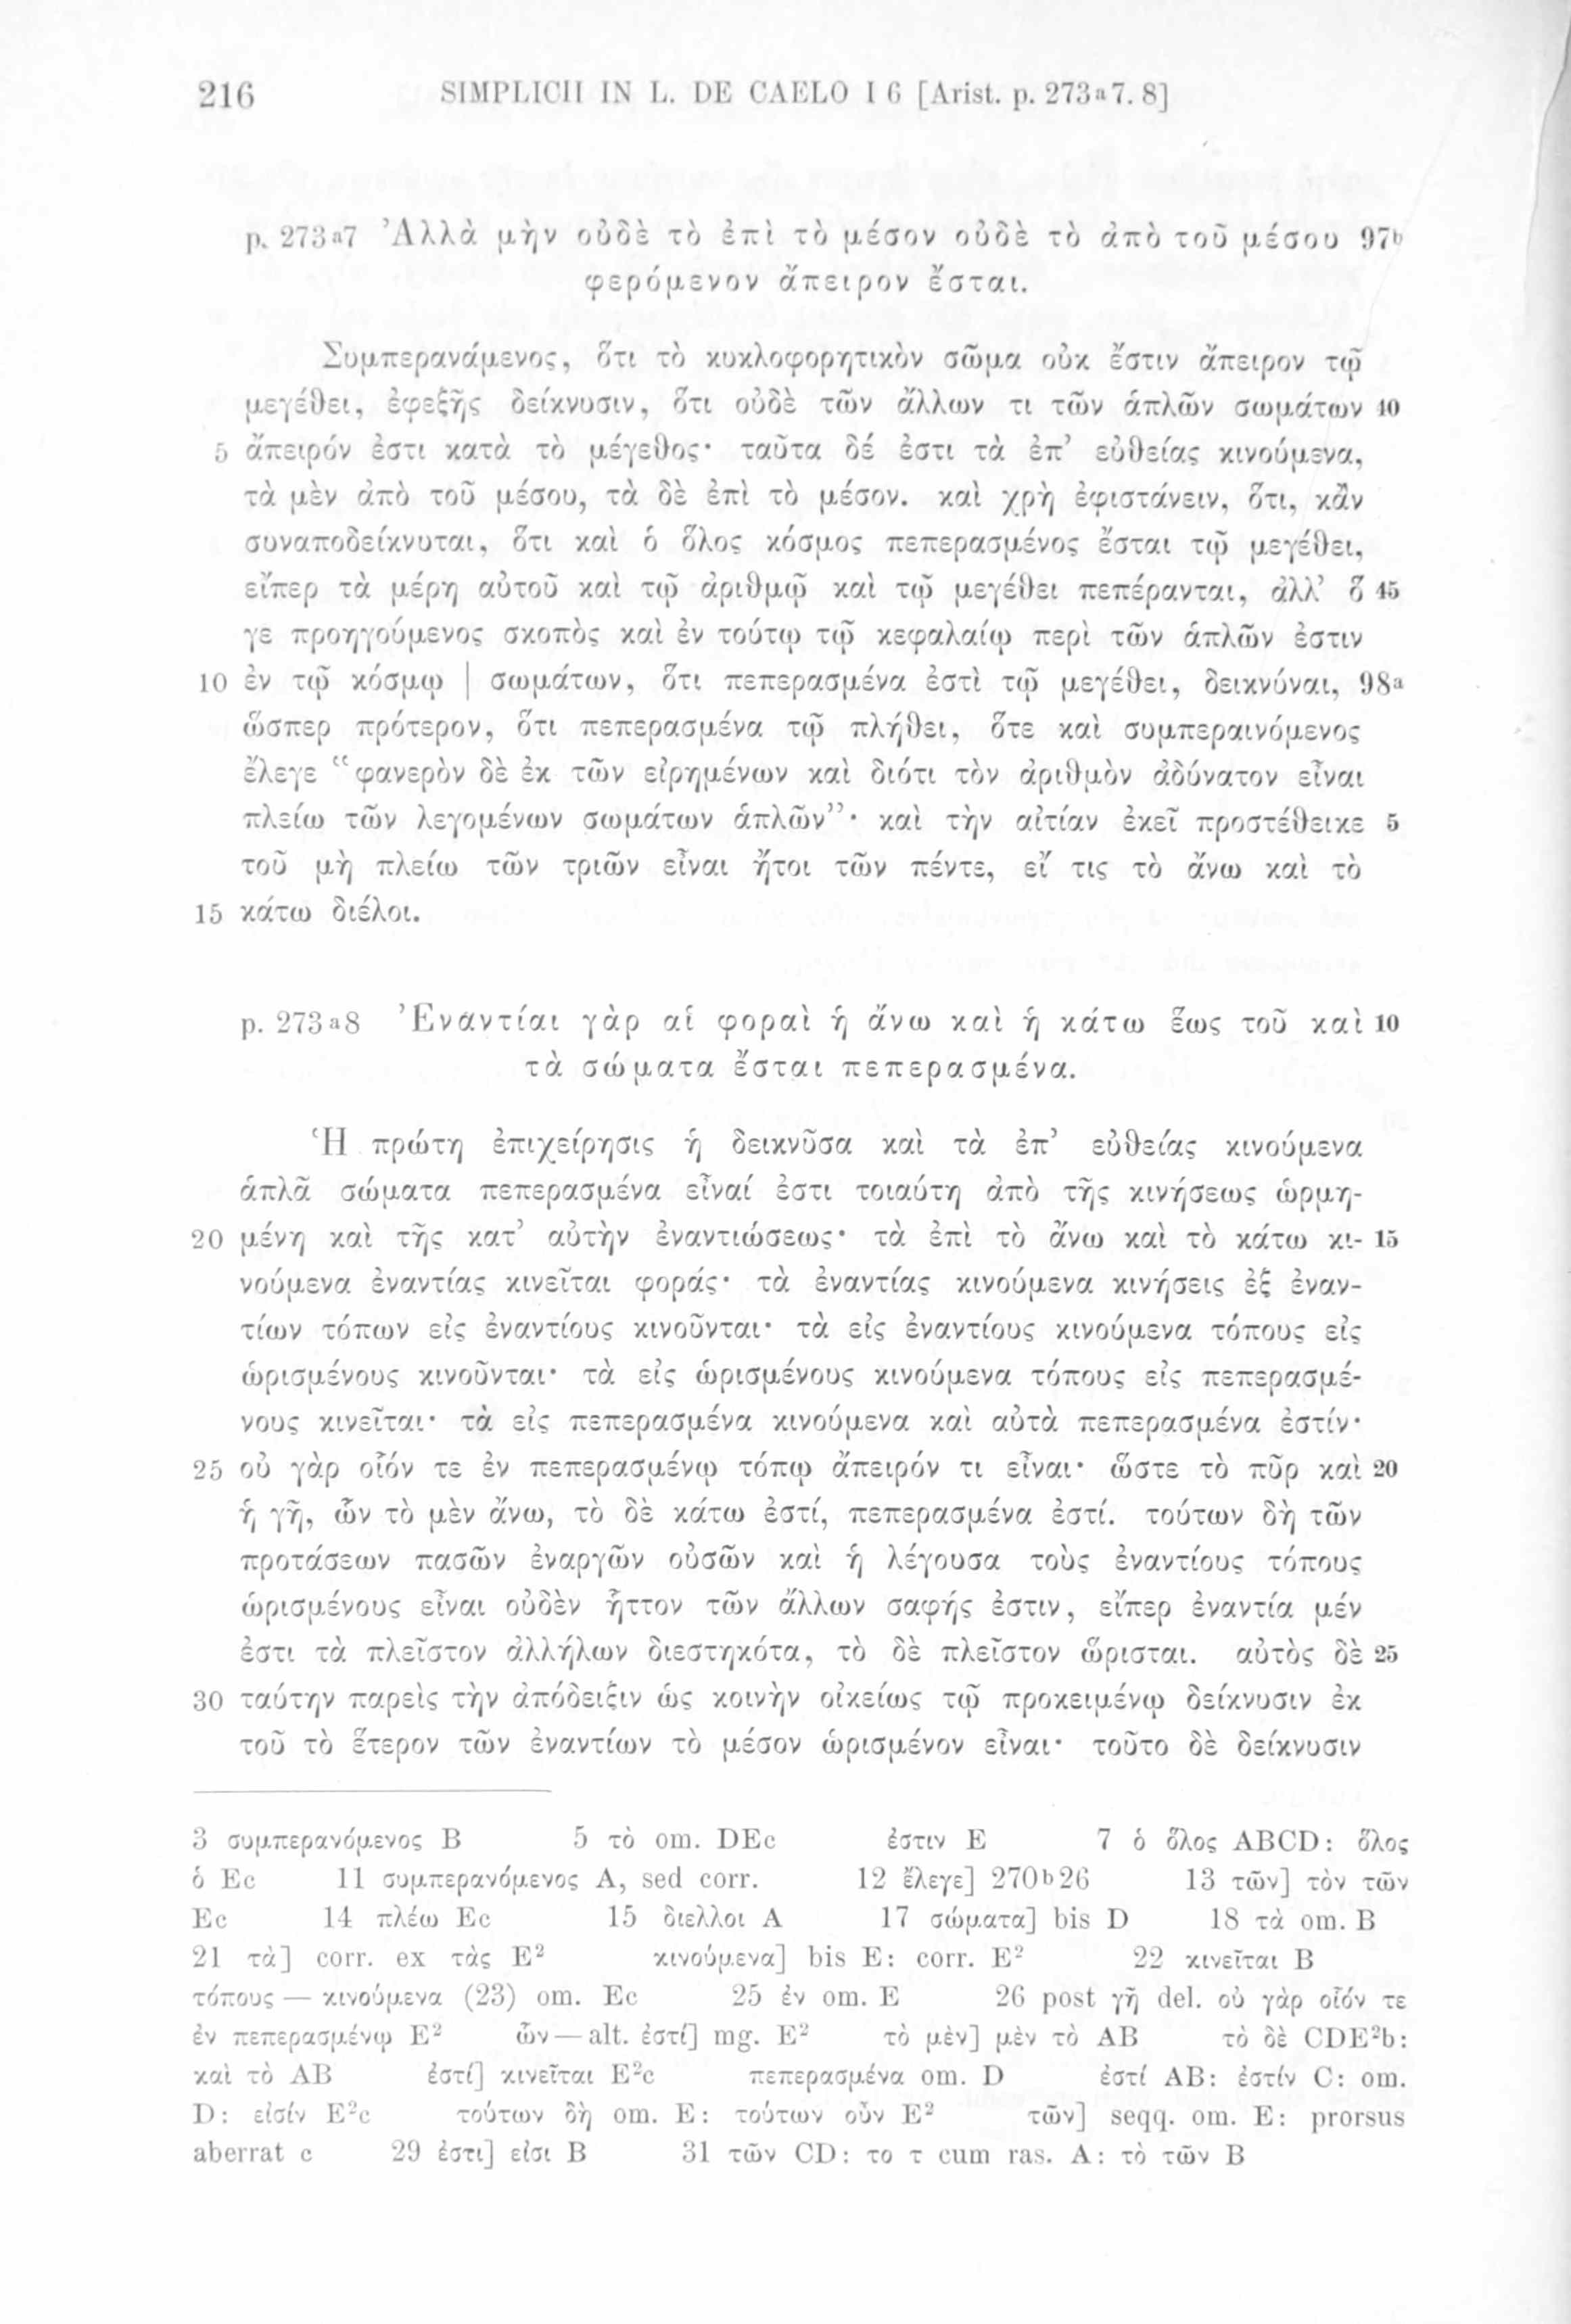 216 SIMPLICII IN L. DE CAELO I 6 [Arist. p. 273ᵃ7. 8]
p. 273ᵃ7 Ἀλλὰ μὴν οὐδὲ τὸ ἐπὶ τὸ μέσον οὐδὲ τὸ ἀπὸ τοῦ μέσου 97ᵇ
φερόμενον ἄπειρον ἔσται.
Συμπερανάμενος, ὅτι τὸ κυκλοφορητικὸν σῶμα οὐκ ἔστιν ἄπειρον τῷ
μεγέθει, ἐφεξῆς δείκνυσιν, ὅτι οὐδὲ τῶν ἄλλων τι τῶν ἁπλῶν σωμάτων 40
5 ἄπειρόν ἐστι κατὰ τὸ μέγεθος· ταῦτα δέ ἐστι τὰ ἐπ’ εὐθείας κινούμενα,
τὰ μὲν ἀπὸ τοῦ μέσου, τὰ δὲ ἐπὶ τὸ μέσον. καὶ χρὴ ἐφιστάνειν, ὅτι, κἂν
συναποδείκνυται, ὅτι καὶ ὁ ὅλος κόσμος πεπερασμένος ἔσται τῷ μεγέθει,
εἴπερ τὰ μέρη αὐτοῦ καὶ τῷ ἀριθμῷ καὶ τῷ μεγέθει πεπέρανται, ἀλλ’ ὅ 45
γε προηγούμενος σκοπὸς καὶ ἐν τούτῳ τῷ κεφαλαίῳ περὶ τῶν ἁπλῶν ἐστιν
10 ἐν τῷ κόσμῳ | σωμάτων, ὅτι πεπερασμένα ἐστὶ τῷ μεγέθει, δεικνύναι, 98ᵃ
ὥσπερ πρότερον, ὅτι πεπερασμένα τῷ πλήθει, ὅτε καὶ συμπεραινόμενος
ἔλεγε “φανερὸν δὲ ἐκ τῶν εἰρημένων καὶ διότι τὸν ἀριθμὸν ἀδύνατον εἶναι
πλείω τῶν λεγομένων σωμάτων ἁπλῶν”· καὶ τὴν αἰτίαν ἐκεῖ προστέθεικε 5
τοῦ μὴ πλείω τῶν τριῶν εἶναι ἤτοι τῶν πέντε, εἴ τις τὸ ἄνω καὶ τὸ
15 κάτω διέλοι.
p. 273ᵃ8 Ἐναντίαι γὰρ αἱ φοραὶ ἡ ἄνω καὶ ἡ κάτω ἕως τοῦ καὶ 10
τὰ σώματα ἔσται πεπερασμένα.
Ἡ πρώτη ἐπιχείρησις ἡ δεικνῦσα καὶ τὰ ἐπ’ εὐθείας κινούμενα
ἁπλᾶ σώματα πεπερασμένα εἶναί ἐστι τοιαύτη ἀπὸ τῆς κινήσεως ὡρμη-
20 μένη καὶ τῆς κατ’ αὐτὴν ἐναντιώσεως· τὰ ἐπὶ τὸ ἄνω καὶ τὸ κάτω κι- 15
νούμενα ἐναντίας κινεῖται φοράς· τὰ ἐναντίας κινούμενα κινήσεις ἐξ ἐναν-
τίων τόπων εἰς ἐναντίους κινοῦνται· τὰ εἰς ἐναντίους κινούμενα τόπους εἰς
ὡρισμένους κινοῦνται· τὰ εἰς ὡρισμένους κινούμενα τόπους εἰς πεπερασμέ-
νους κινεῖται· τὰ εἰς πεπερασμένα κινούμενα καὶ αὐτὰ πεπερασμένα ἐστίν·
25 οὐ γὰρ οἷόν τε ἐν πεπερασμένῳ τόπῳ ἄπειρόν τι εἶναι· ὥστε τὸ πῦρ καὶ 20
ἡ γῆ, ὧν τὸ μὲν ἄνω, τὸ δὲ κάτω ἐστί, πεπερασμένα ἐστί. τούτων δὴ τῶν
προτάσεων πασῶν ἐναργῶν οὐσῶν καὶ ἡ λέγουσα τοὺς ἐναντίους τόπους
ὡρισμένους εἶναι οὐδὲν ἧττον τῶν ἄλλων σαφής ἐστιν, εἴπερ ἐναντία μέν
ἐστι τὰ πλεῖστον ἀλλήλων διεστηκότα, τὸ δὲ πλεῖστον ὥρισται. αὐτὸς δὲ 25
30 ταύτην παρεὶς τὴν ἀπόδειξιν ὡς κοινὴν οἰκείως τῷ προκειμένῳ δείκνυσιν ἐκ
τοῦ τὸ ἕτερον τῶν ἐναντίων τὸ μέσον ὡρισμένον εἶναι· τοῦτο δὲ δείκνυσιν
3 συμπερανόμενος B 5 τὸ om. DEc ἐστιν E 7 ὁ ὅλος ABCD: ὅλος
ὁ Ec 11 συμπερανόμενος A, sed corr. 12 ἔλεγε] 270ᵇ26 13 τῶν] τὸν τῶν
Ec 14 πλέω Ec 15 διελλοι A 17 σώματα] bis D 18 τὰ om. B
21 τὰ] corr. ex τὰς E² κινούμενα] bis E: corr. E² 22 κινεῖται B
τόπους — κινούμενα (23) om. Ec 25 ἐν om. E 26 post γῆ del. οὐ γὰρ οἷόν τε
ἐν πεπερασμένῳ E² ὧν — alt. ἐστί] mg. E² τὸ μὲν] μὲν τὸ AB τὸ δὲ CDE²b:
καὶ τὸ AB ἐστί] κινεῖται E²c πεπερασμένα om. D ἐστί AB: ἐστίν C: om.
D: εἰσίν E²c τούτων δὴ om. E: τούτων οὖν E² τῶν] seqq. om. E: prorsus
aberrat c 29 ἐστι] εἰσι B 31 τῶν CD: το τ cum ras. A: τὸ τῶν B